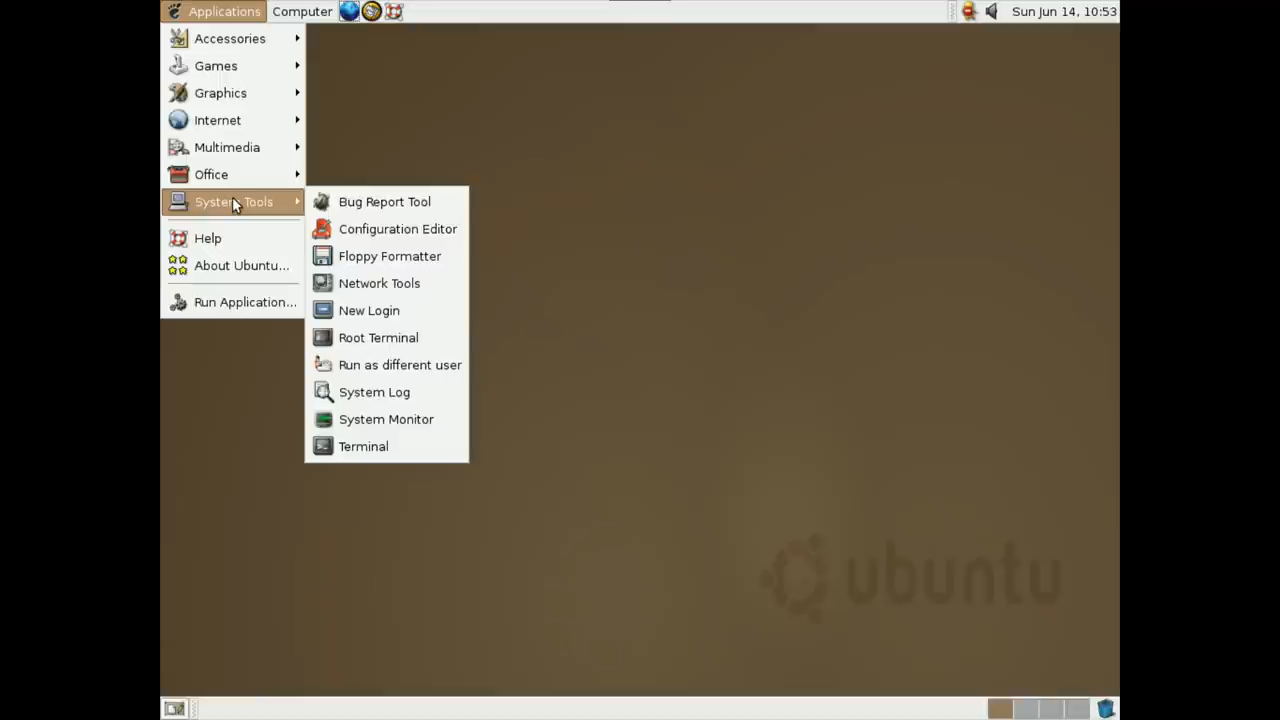 Applications Computer Sun Jun 14, 10:53
Accessories
Games
Graphics
Internet
Multimedia
Office
System Tools
Help
About Ubuntu...
Run Application...
Bug Report Tool
Configuration Editor
Floppy Formatter
Network Tools
New Login
Root Terminal
Run as different user
System Log
System Monitor
Terminal
ubuntu